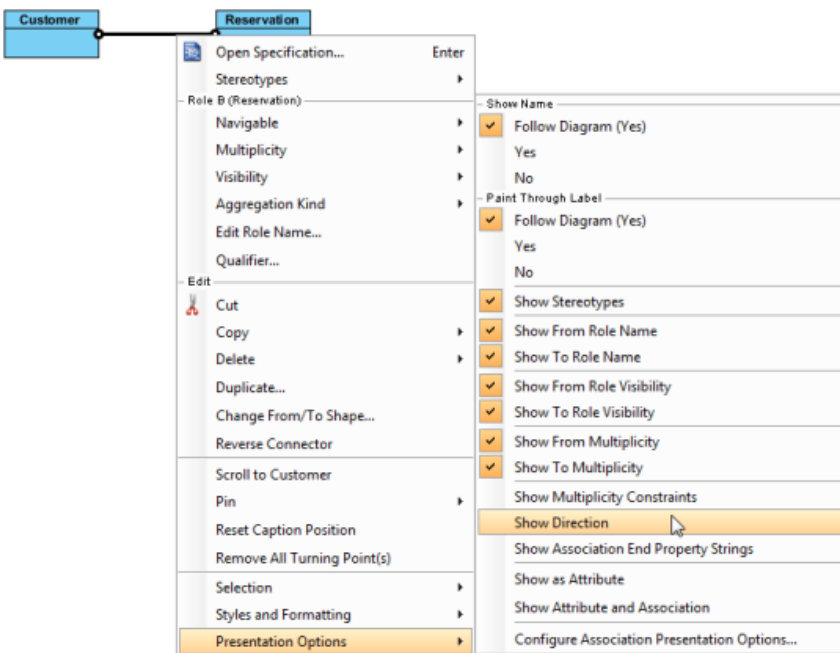 Customer
Reservation
Open Specification... Enter
Stereotypes
Role B (Reservation)
Navigable
Multiplicity
Visibility
Aggregation Kind
Edit Role Name...
Qualifier...
Edit
Cut
Copy
Delete
Duplicate...
Change From/To Shape...
Reverse Connector
Scroll to Customer
Pin
Reset Caption Position
Remove All Turning Point(s)
Selection
Styles and Formatting
Presentation Options
Show Name
Follow Diagram (Yes)
Yes
No
Paint Through Label
Follow Diagram (Yes)
Yes
No
Show Stereotypes
Show From Role Name
Show To Role Name
Show From Role Visibility
Show To Role Visibility
Show From Multiplicity
Show To Multiplicity
Show Multiplicity Constraints
Show Direction
Show Association End Property Strings
Show as Attribute
Show Attribute and Association
Configure Association Presentation Options...